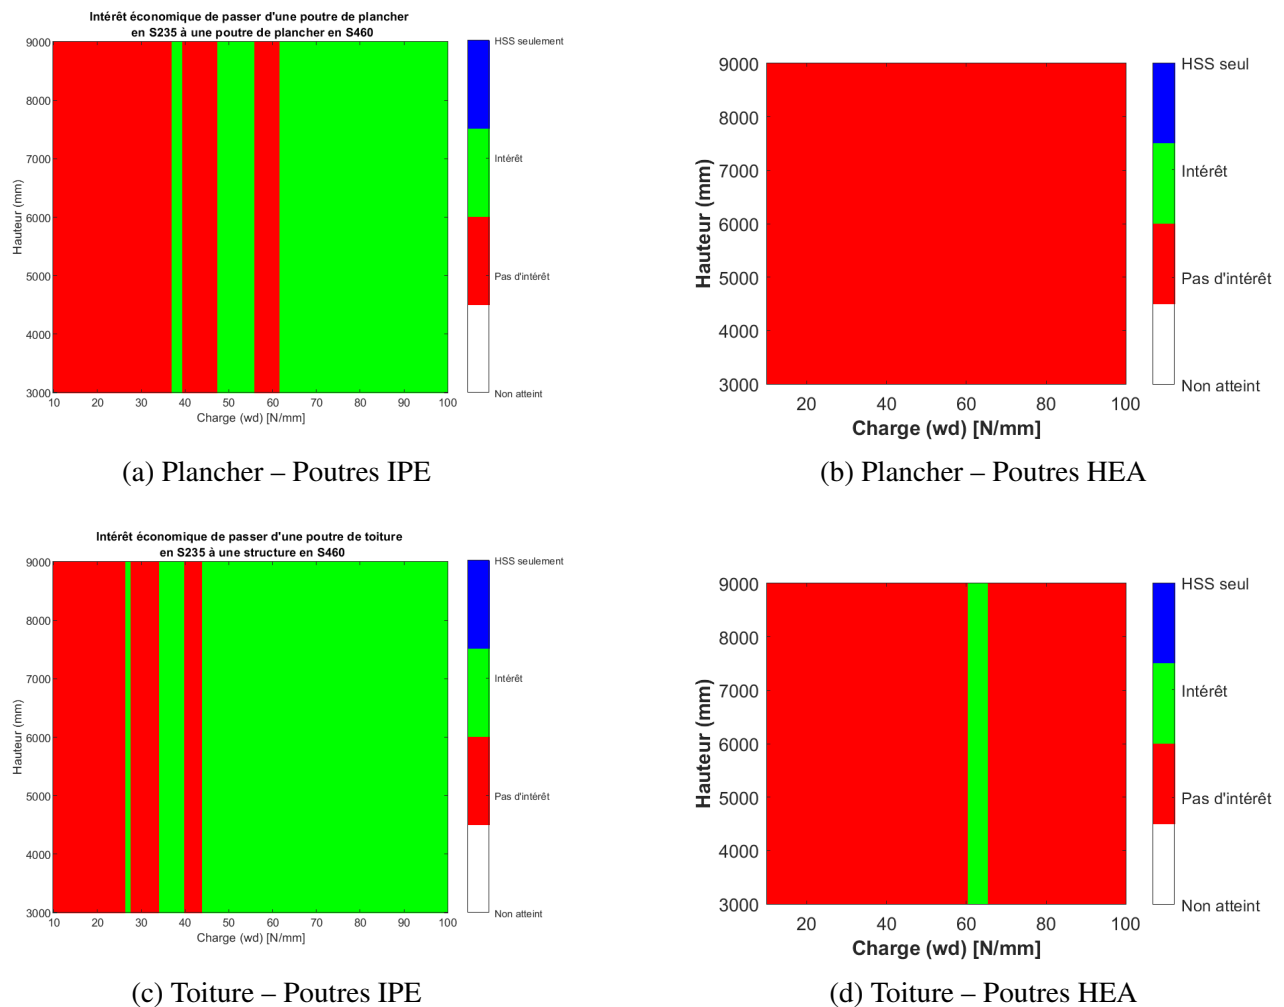 Intérêt économique de passer d'une poutre de plancher
en S235 à une poutre de plancher en S460
9000
8000
7000
6000
5000
4000
3000
Hauteur (mm)
10 20 30 40 50 60 70 80 90 100
Charge (wd) [N/mm]
HSS seulement
Intérêt
Pas d'intérêt
Non atteint
(a) Plancher – Poutres IPE
9000
8000
7000
6000
5000
4000
3000
Hauteur (mm)
20 40 60 80 100
Charge (wd) [N/mm]
HSS seul
Intérêt
Pas d'intérêt
Non atteint
(b) Plancher – Poutres HEA
Intérêt économique de passer d'une poutre de toiture
en S235 à une structure en S460
9000
8000
7000
6000
5000
4000
3000
Hauteur (mm)
10 20 30 40 50 60 70 80 90 100
Charge (wd) [N/mm]
HSS seulement
Intérêt
Pas d'intérêt
Non atteint
(c) Toiture – Poutres IPE
9000
8000
7000
6000
5000
4000
3000
Hauteur (mm)
20 40 60 80 100
Charge (wd) [N/mm]
HSS seul
Intérêt
Pas d'intérêt
Non atteint
(d) Toiture – Poutres HEA